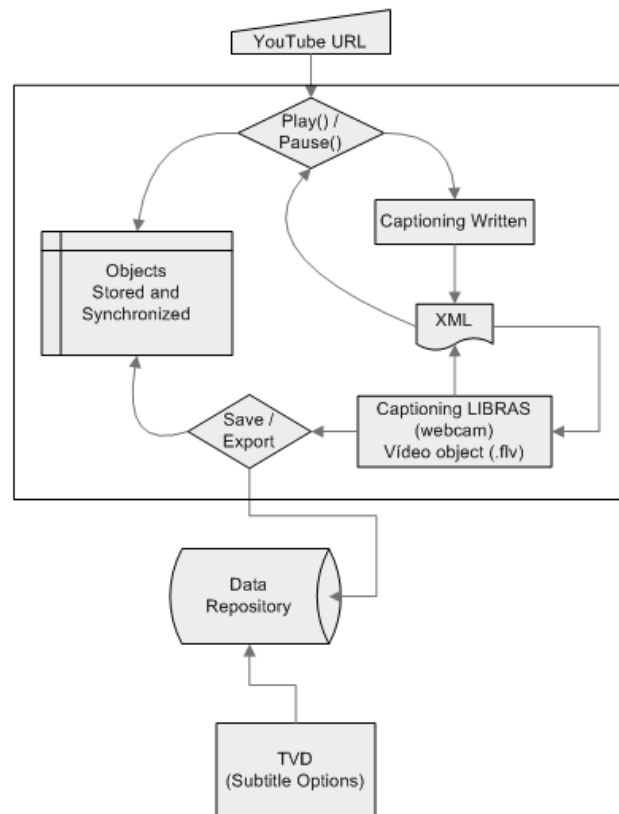 YouTube URL
Play() /
Pause()
Captioning Written
Objects
Stored and
Synchronized
XML
Captioning LIBRAS
(webcam)
Vídeo object (.flv)
Save /
Export
Data
Repository
TVD
(Subtitle Options)